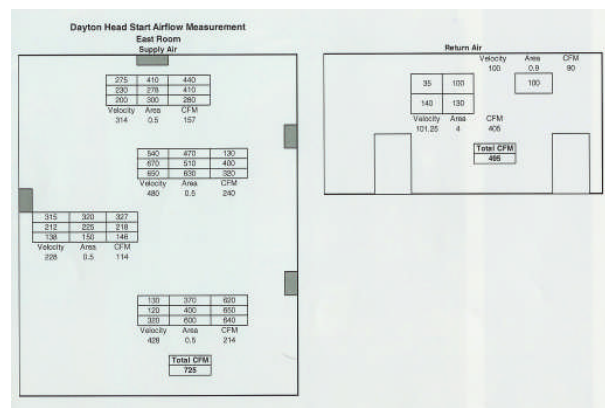 Dayton Head Start Airflow Measurement
East Room
Supply Air
275 410 440
230 278 410
200 300 280
Velocity Area CFM
314 0.5 157
540 470 130
670 510 400
650 630 320
Velocity Area CFM
480 0.5 240
315 320 327
212 225 218
138 150 146
Velocity Area CFM
228 0.5 114
130 370 620
120 400 650
320 600 640
Velocity Area CFM
428 0.5 214
Total CFM
725
Return Air
Velocity Area CFM
100 0.9 90
35 100 100
140 130
Velocity Area CFM
101.25 4 405
Total CFM
495